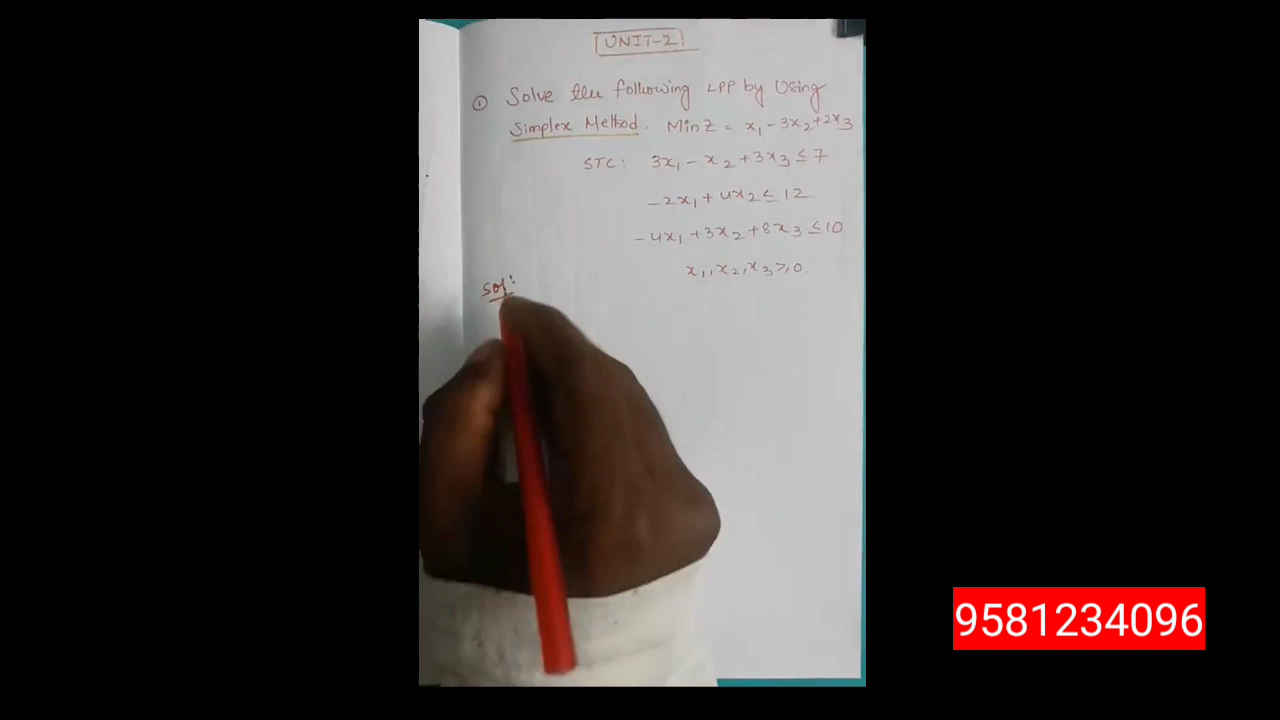 UNIT-2
① Solve the following LPP by Using
Simplex Method. Min Z = x₁ - 3x₂ + 2x₃
STC: 3x₁ - x₂ + 3x₃ ≤ 7
-2x₁ + 4x₂ ≤ 12
-4x₁ + 3x₂ + 8x₃ ≤ 10
x₁, x₂, x₃ ≥ 0.
Sol:
9581234096